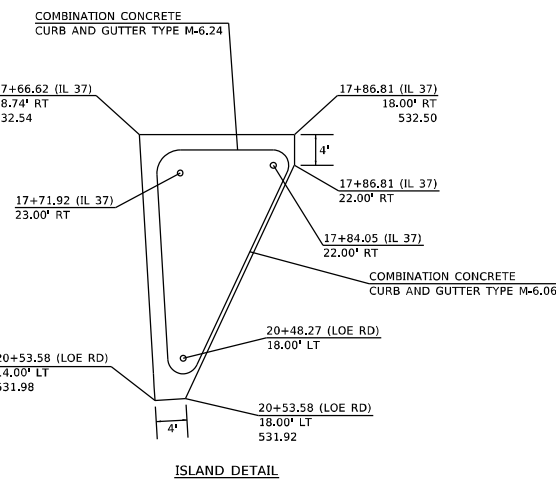 COMBINATION CONCRETE
CURB AND GUTTER TYPE M-6.24
7+66.62 (IL 37)
8.74' RT
32.54
17+86.81 (IL 37)
18.00' RT
532.50
4'
17+86.81 (IL 37)
22.00' RT
17+71.92 (IL 37)
23.00' RT
17+84.05 (IL 37)
22.00' RT
COMBINATION CONCRETE
CURB AND GUTTER TYPE M-6.06
20+48.27 (LOE RD)
18.00' LT
20+53.58 (LOE RD)
14.00' LT
531.98
20+53.58 (LOE RD)
18.00' LT
531.92
4'
ISLAND DETAIL